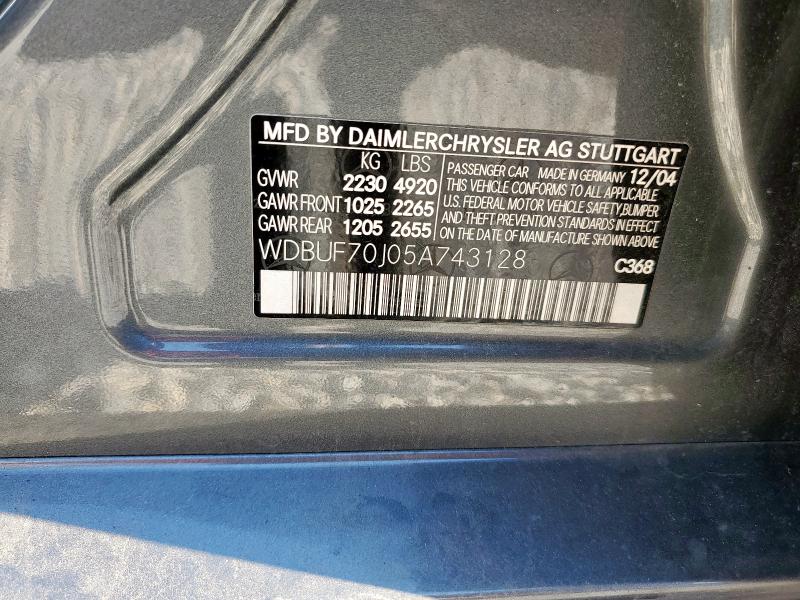 MFD BY DAIMLERCHRYSLER AG STUTTGART
KG LBS
GVWR 2230 4920
GAWR FRONT 1025 2265
GAWR REAR 1205 2655
PASSENGER CAR MADE IN GERMANY 12/04
THIS VEHICLE CONFORMS TO ALL APPLICABLE
U.S. FEDERAL MOTOR VEHICLE SAFETY, BUMPER
AND THEFT PREVENTION STANDARDS IN EFFECT
ON THE DATE OF MANUFACTURE SHOWN ABOVE
WDBUF70J05A743128
C368